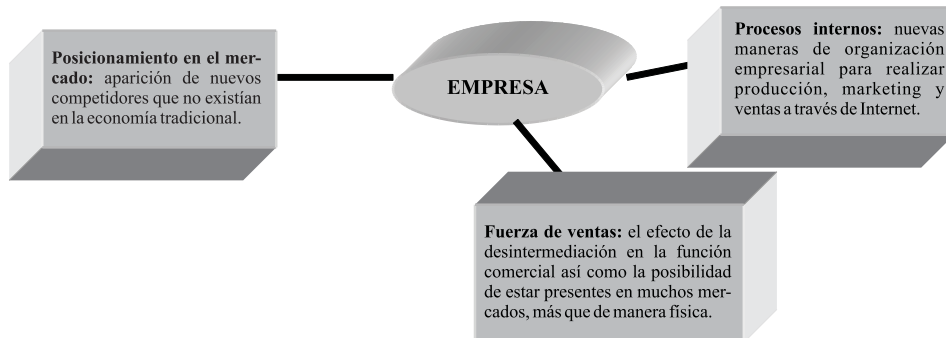 Posicionamiento en el mer-
cado: aparición de nuevos
competidores que no existían
en la economía tradicional.
EMPRESA
Procesos internos: nuevas
maneras de organización
empresarial para realizar
producción, marketing y
ventas a través de Internet.
Fuerza de ventas: el efecto de la
desintermediación en la función
comercial así como la posibilidad
de estar presentes en muchos mer-
cados, más que de manera física.